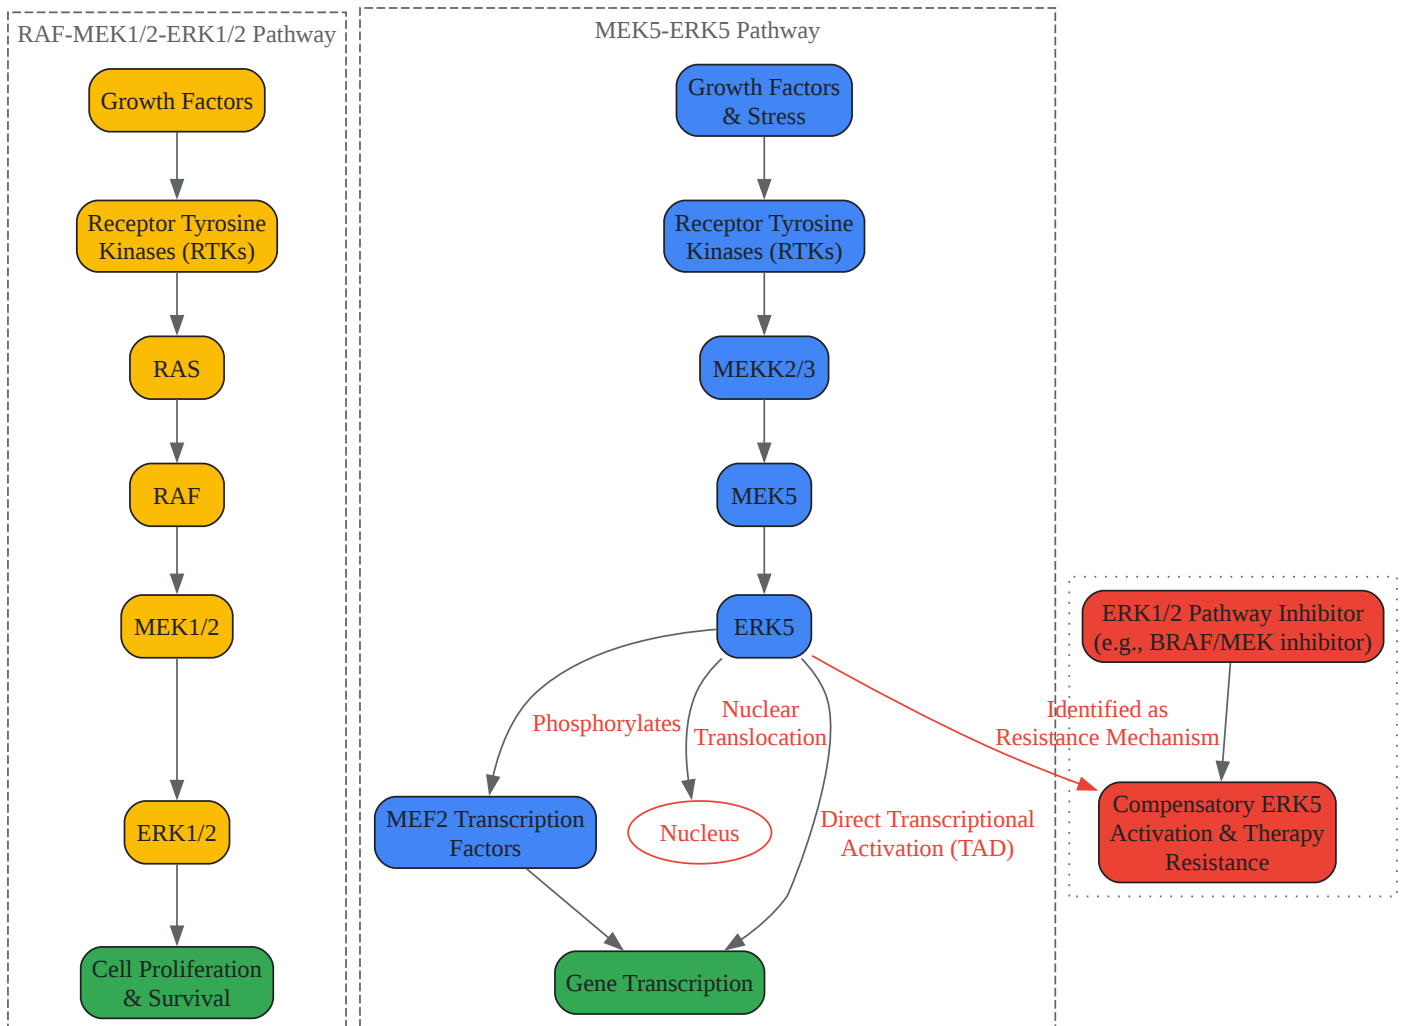 RAF-MEK1/2-ERK1/2 Pathway
Growth Factors
Receptor Tyrosine
Kinases (RTKs)
RAS
RAF
MEK1/2
ERK1/2
Cell Proliferation
& Survival
MEK5-ERK5 Pathway
Growth Factors
& Stress
Receptor Tyrosine
Kinases (RTKs)
MEKK2/3
MEK5
ERK5
Phosphorylates
Nuclear
Translocation
MEF2 Transcription
Factors
Nucleus
Direct Transcriptional
Activation (TAD)
Gene Transcription
ERK1/2 Pathway Inhibitor
(e.g., BRAF/MEK inhibitor)
Identified as
Resistance Mechanism
Compensatory ERK5
Activation & Therapy
Resistance